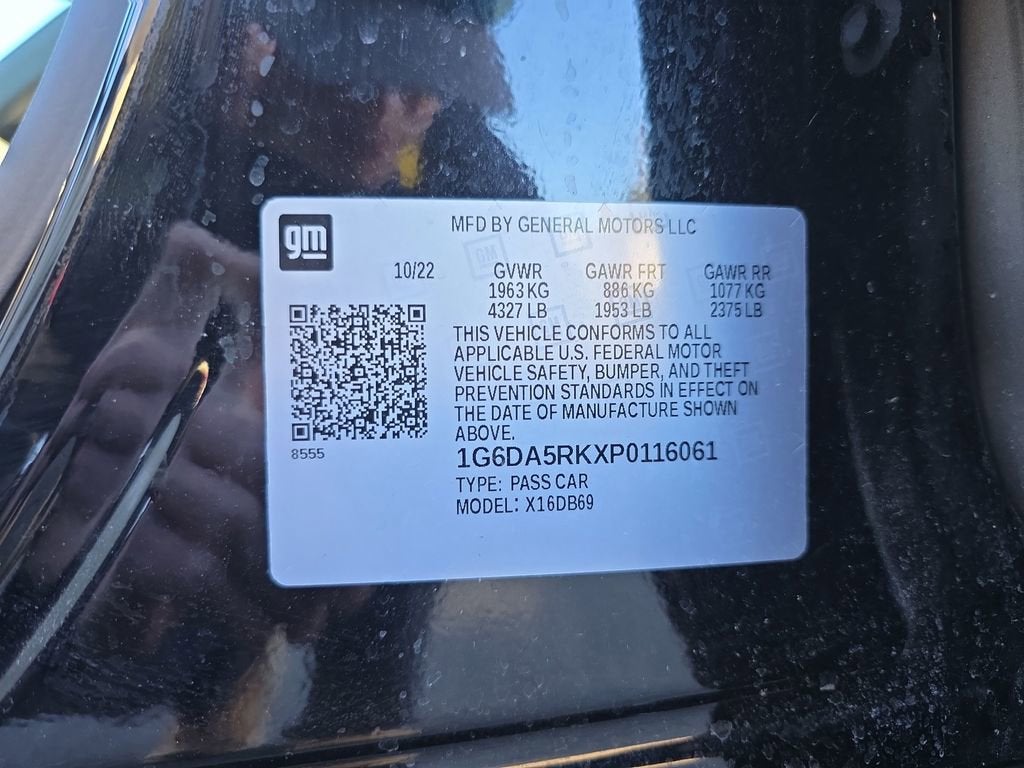 gm
MFD BY GENERAL MOTORS LLC
10/22 GVWR GAWR FRT GAWR RR
1963 KG 886 KG 1077 KG
4327 LB 1953 LB 2375 LB
THIS VEHICLE CONFORMS TO ALL
APPLICABLE U.S. FEDERAL MOTOR
VEHICLE SAFETY, BUMPER, AND THEFT
PREVENTION STANDARDS IN EFFECT ON
THE DATE OF MANUFACTURE SHOWN
ABOVE.
8555
1G6DA5RKXP0116061
TYPE: PASS CAR
MODEL: X16DB69